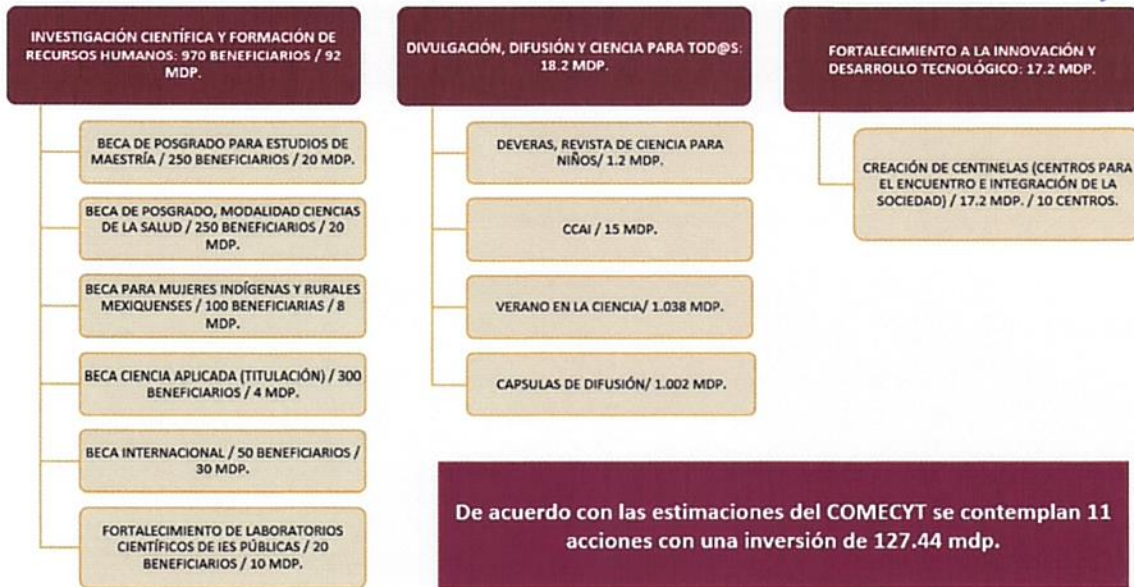 INVESTIGACIÓN CIENTÍFICA Y FORMACIÓN DE
RECURSOS HUMANOS: 970 BENEFICIARIOS / 92
MDP.
BECA DE POSGRADO PARA ESTUDIOS DE
MAESTRÍA / 250 BENEFICIARIOS / 20 MDP.
BECA DE POSGRADO, MODALIDAD CIENCIAS
DE LA SALUD / 250 BENEFICIARIOS / 20
MDP.
BECA PARA MUJERES INDÍGENAS Y RURALES
MEXIQUENSES / 100 BENEFICIARIAS / 8
MDP.
BECA CIENCIA APLICADA (TITULACIÓN) / 300
BENEFICIARIOS / 4 MDP.
BECA INTERNACIONAL / 50 BENEFICIARIOS /
30 MDP.
FORTALECIMIENTO DE LABORATORIOS
CIENTÍFICOS DE IES PÚBLICAS / 20
BENEFICIARIOS / 10 MDP.
DIVULGACIÓN, DIFUSIÓN Y CIENCIA PARA TOD@S:
18.2 MDP.
DEVERAS, REVISTA DE CIENCIA PARA
NIÑOS/ 1.2 MDP.
CCAI / 15 MDP.
VERANO EN LA CIENCIA/ 1.038 MDP.
CAPSULAS DE DIFUSIÓN/ 1.002 MDP.
FORTALECIMIENTO A LA INNOVACIÓN Y
DESARROLLO TECNOLÓGICO: 17.2 MDP.
CREACIÓN DE CENTINELAS (CENTROS PARA
EL ENCUENTRO E INTEGRACIÓN DE LA
SOCIEDAD) / 17.2 MDP. / 10 CENTROS.
De acuerdo con las estimaciones del COMECYT se contemplan 11
acciones con una inversión de 127.44 mdp.